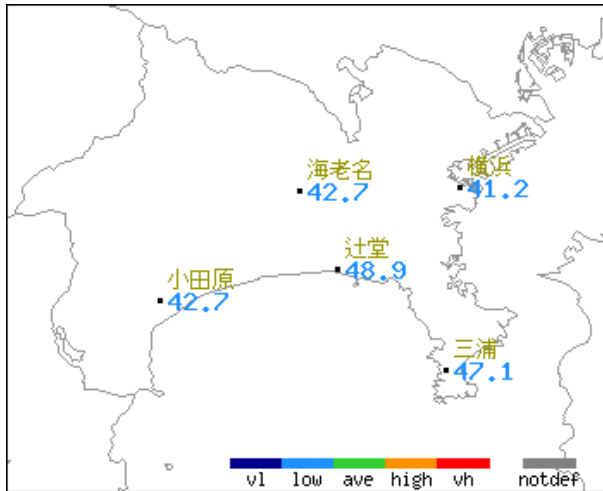 海老名
42.7
横浜
41.2
辻堂
48.9
小田原
42.7
三浦
47.1
vl low ave high vh notdef